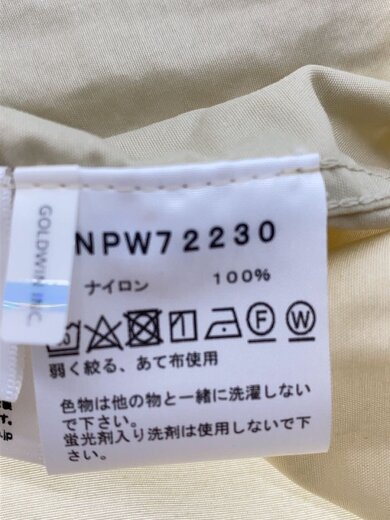 GOLDWIN INC.
NPW72230
ナイロン 100%
F W
弱く絞る、あて布使用
色物は他の物と一緒に洗濯しない
で下さい。
蛍光剤入り洗剤は使用しないで下
さい。
す。
.jp